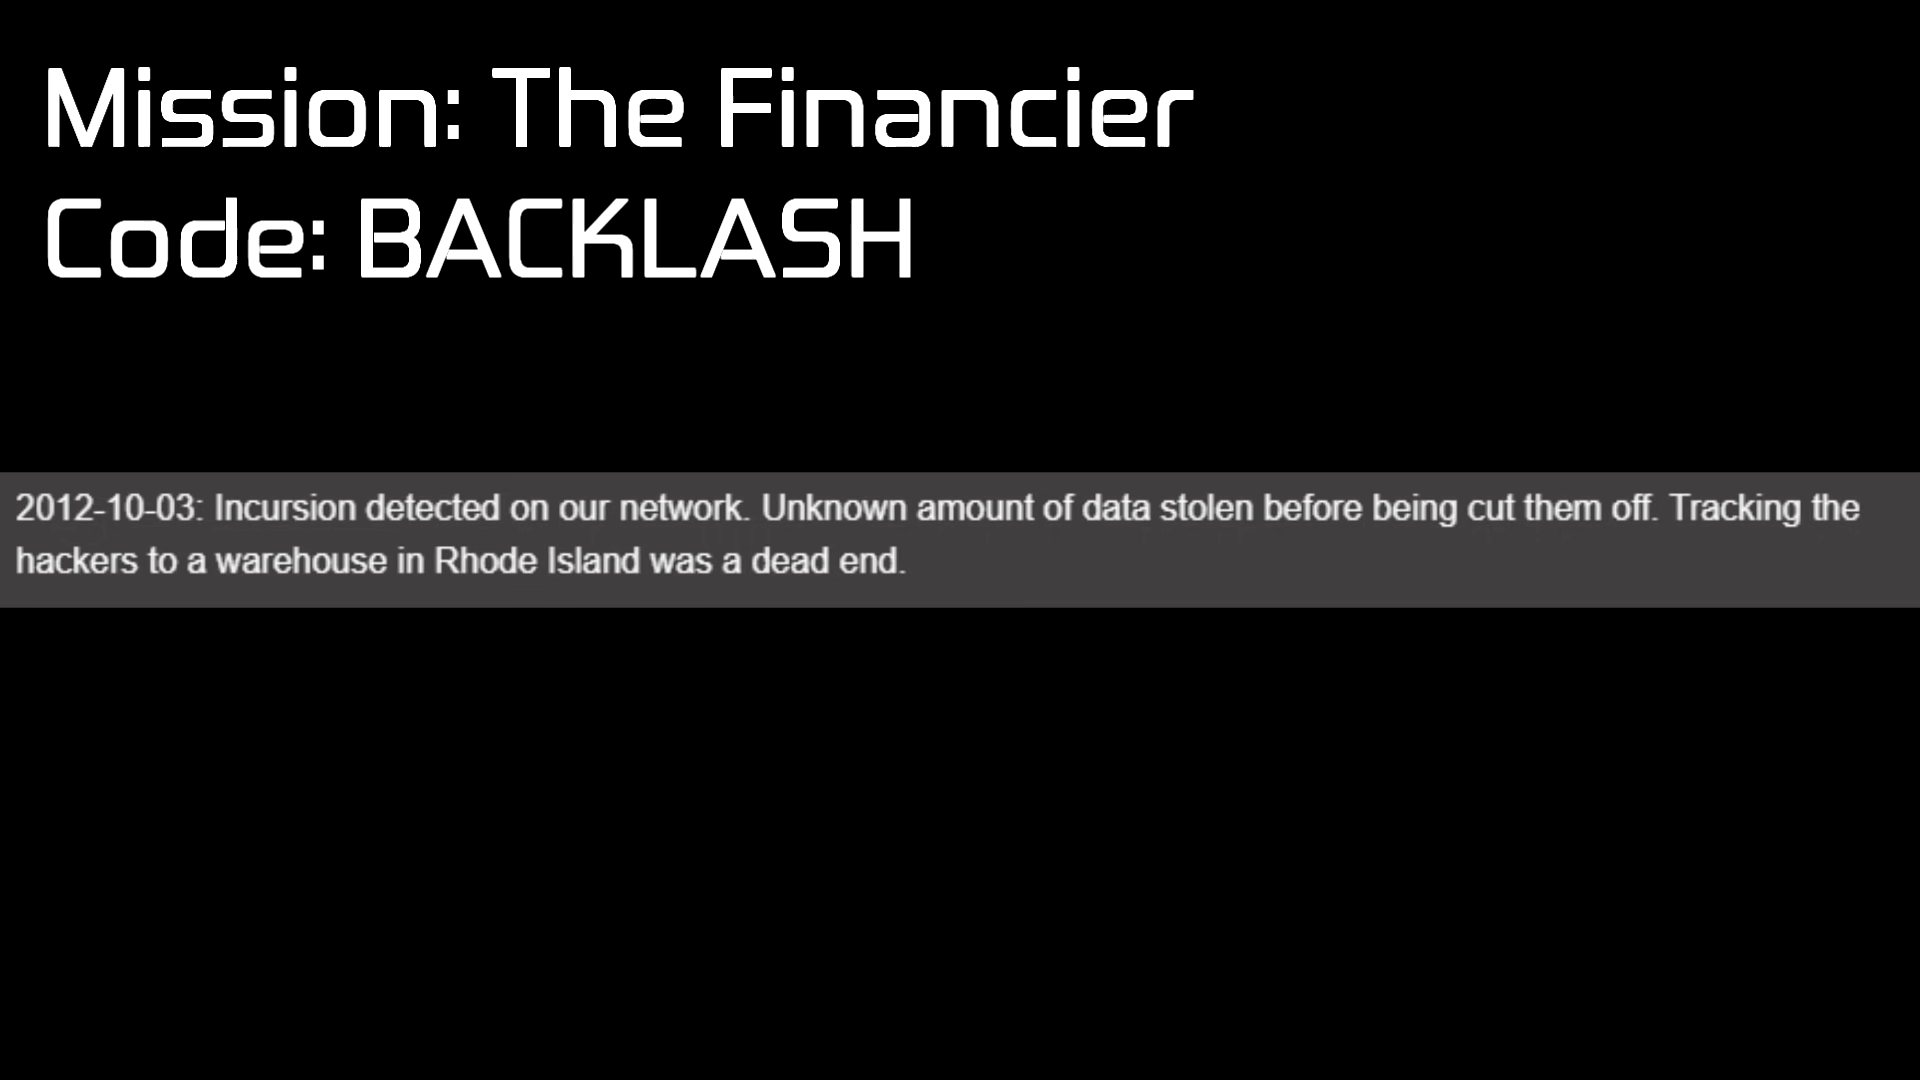 Mission: The Financier
Code: BACKLASH
2012-10-03: Incursion detected on our network. Unknown amount of data stolen before being cut them off. Tracking the
hackers to a warehouse in Rhode Island was a dead end.